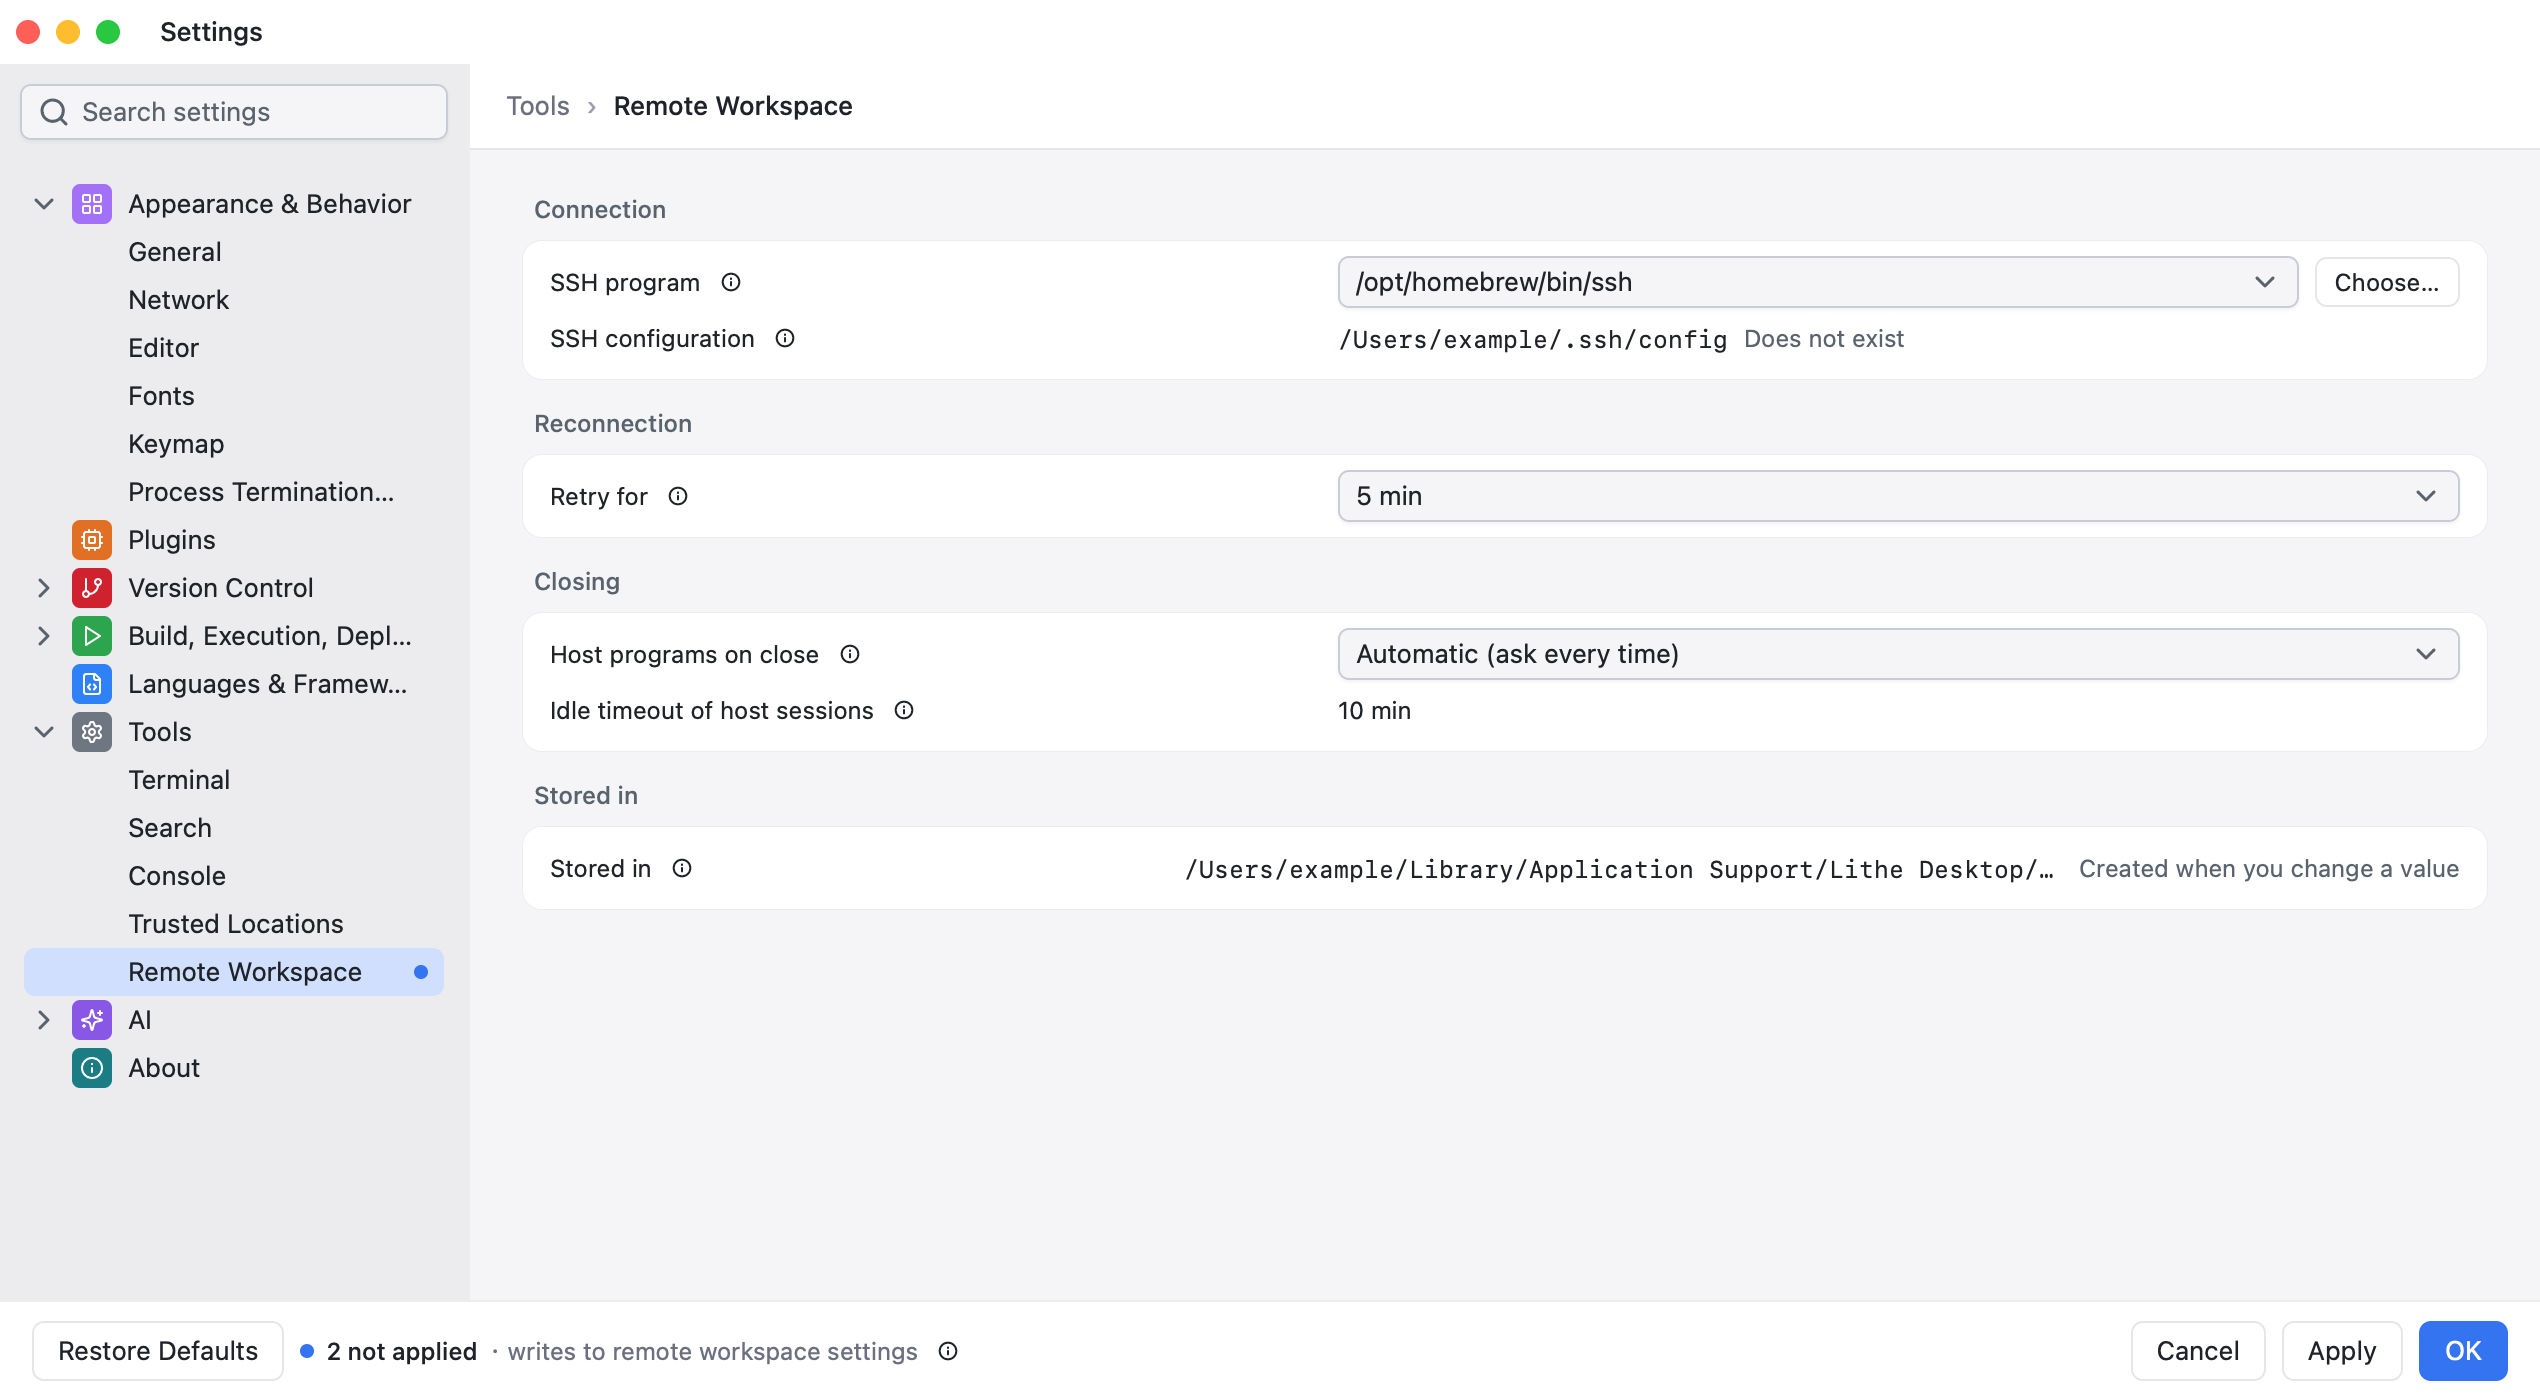 Settings
Search settings
Appearance & Behavior
General
Network
Editor
Fonts
Keymap
Process Termination...
Plugins
Version Control
Build, Execution, Depl...
Languages & Framew...
Tools
Terminal
Search
Console
Trusted Locations
Remote Workspace
AI
About
Tools › Remote Workspace
Connection
SSH program /opt/homebrew/bin/ssh Choose...
SSH configuration /Users/example/.ssh/config Does not exist
Reconnection
Retry for 5 min
Closing
Host programs on close Automatic (ask every time)
Idle timeout of host sessions 10 min
Stored in
Stored in /Users/example/Library/Application Support/Lithe Desktop/… Created when you change a value
Restore Defaults 2 not applied · writes to remote workspace settings Cancel Apply OK